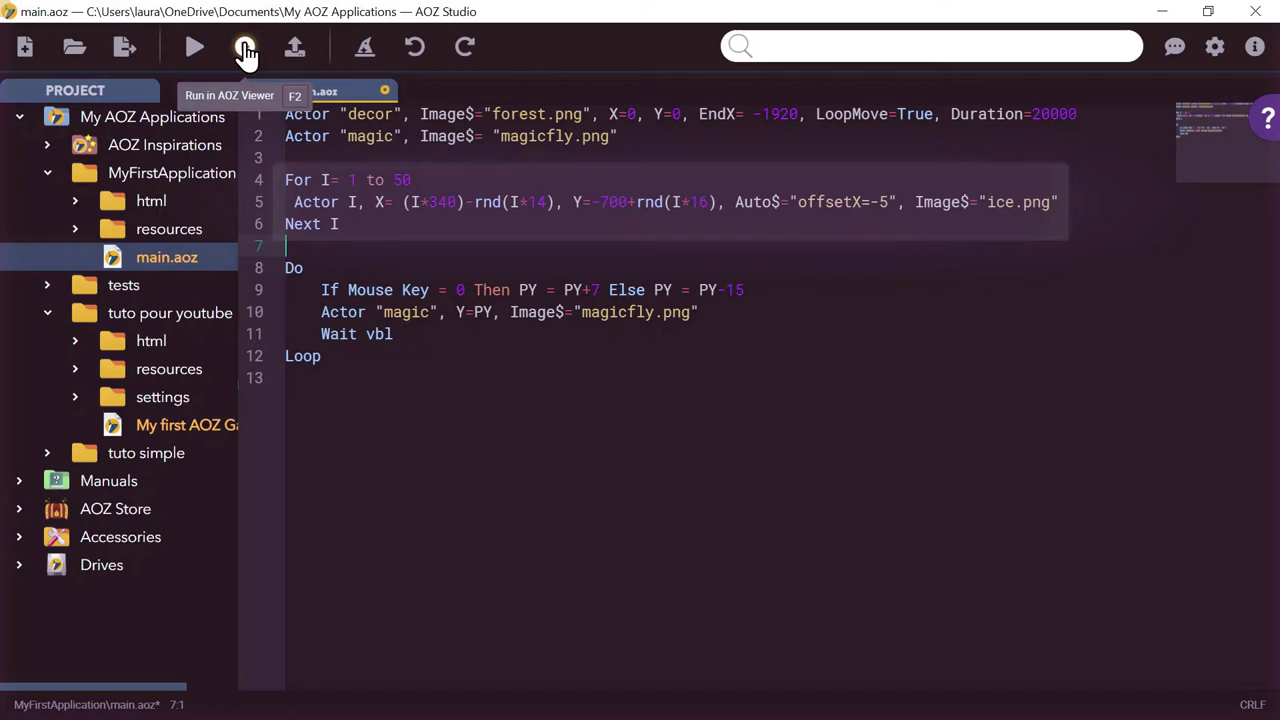 main.aoz — C:\Users\laura\OneDrive\Documents\My AOZ Applications — AOZ Studio
PROJECT
Run in AOZ Viewer F2
n.aoz
My AOZ Applications
AOZ Inspirations
MyFirstApplication
html
resources
main.aoz
tests
tuto pour youtube
html
resources
settings
My first AOZ Ga
tuto simple
Manuals
AOZ Store
Accessories
Drives
1 Actor "decor", Image$="forest.png", X=0, Y=0, EndX= -1920, LoopMove=True, Duration=20000
2 Actor "magic", Image$= "magicfly.png"
3
4 For I= 1 to 50
5 Actor I, X= (I*340)-rnd(I*14), Y=-700+rnd(I*16), Auto$="offsetX=-5", Image$="ice.png"
6 Next I
7
8 Do
9 If Mouse Key = 0 Then PY = PY+7 Else PY = PY-15
10 Actor "magic", Y=PY, Image$="magicfly.png"
11 Wait vbl
12 Loop
13
?
MyFirstApplication\main.aoz* 7:1
CRLF